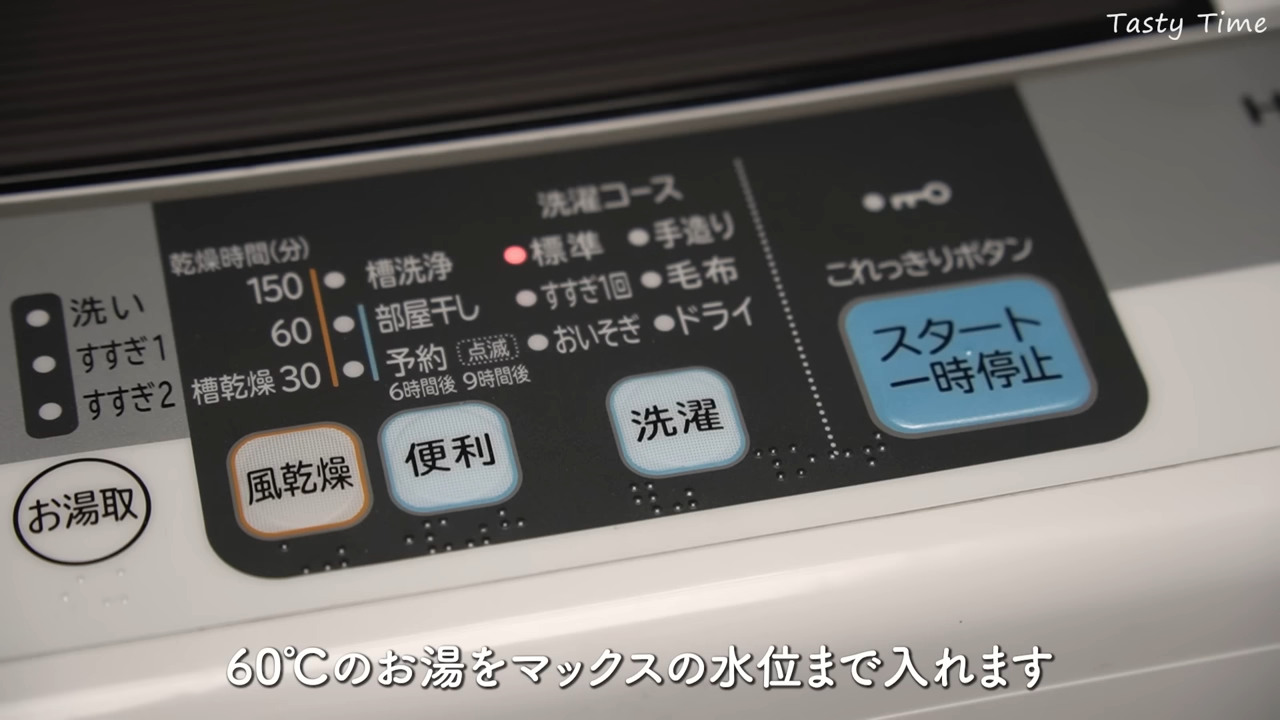 Tasty Time
洗い
すすぎ1
すすぎ2
お湯取
乾燥時間(分)
150
60
槽乾燥 30
槽洗浄
部屋干し
予約 点滅
6時間後 9時間後
洗濯コース
標準
手造り
すすぎ1回
毛布
おいそぎ
ドライ
これっきりボタン
スタート
一時停止
風乾燥
便利
洗濯
60℃のお湯をマックスの水位まで入れます